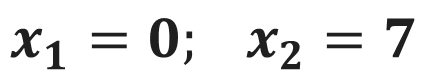 x₁ = 0; x₂ = 7